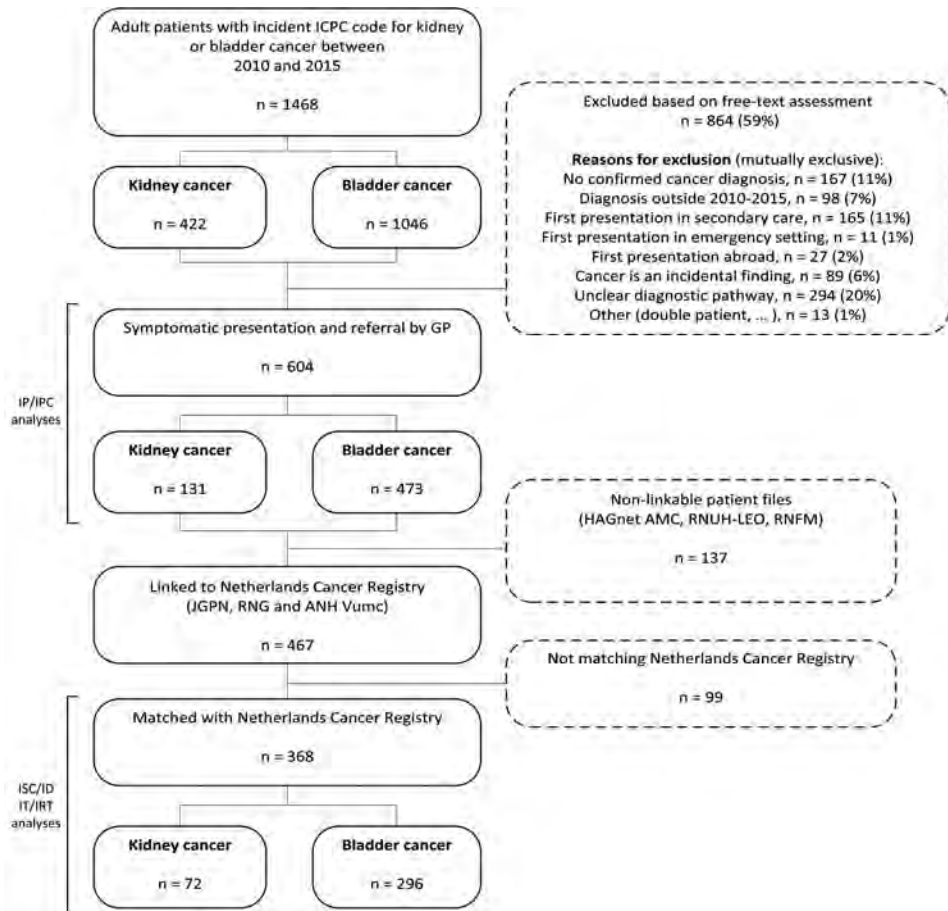 Adult patients with incident ICPC code for kidney
or bladder cancer between
2010 and 2015
n = 1468
Kidney cancer
n = 422
Bladder cancer
n = 1046
Excluded based on free-text assessment
n = 864 (59%)
Reasons for exclusion (mutually exclusive):
No confirmed cancer diagnosis, n = 167 (11%)
Diagnosis outside 2010-2015, n = 98 (7%)
First presentation in secondary care, n = 165 (11%)
First presentation in emergency setting, n = 11 (1%)
First presentation abroad, n = 27 (2%)
Cancer is an incidental finding, n = 89 (6%)
Unclear diagnostic pathway, n = 294 (20%)
Other (double patient, ... ), n = 13 (1%)
Symptomatic presentation and referral by GP
n = 604
IP/IPC
analyses
Kidney cancer
n = 131
Bladder cancer
n = 473
Non-linkable patient files
(HAGnet AMC, RNUH-LEO, RNFM)
n = 137
Linked to Netherlands Cancer Registry
(JGPN, RNG and ANH Vumc)
n = 467
Not matching Netherlands Cancer Registry
n = 99
Matched with Netherlands Cancer Registry
n = 368
ISC/ID
IT/IRT
analyses
Kidney cancer
n = 72
Bladder cancer
n = 296